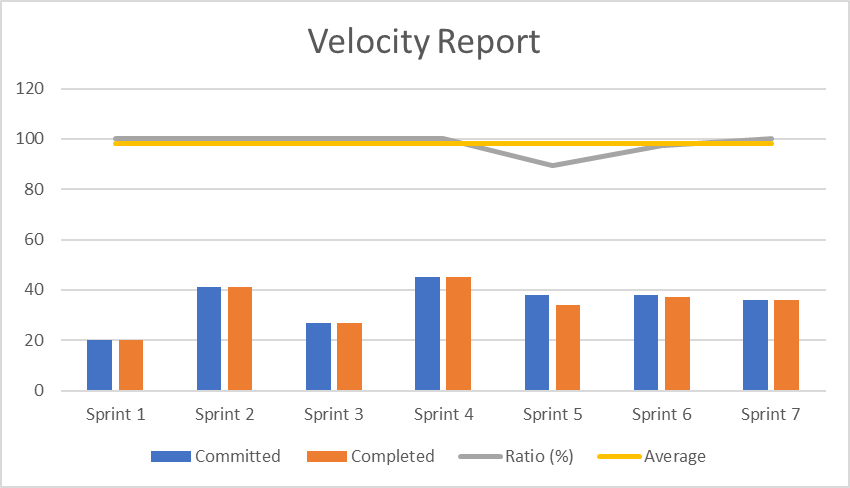 Velocity Report
120
100
80
60
40
20
0
Sprint 1 Sprint 2 Sprint 3 Sprint 4 Sprint 5 Sprint 6 Sprint 7
Committed Completed Ratio (%) Average